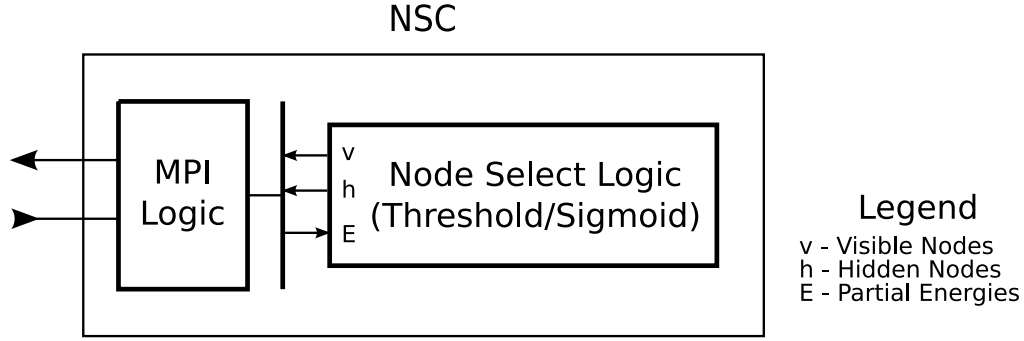 NSC
MPI
Logic
v
h
E
Node Select Logic
(Threshold/Sigmoid)
Legend
v - Visible Nodes
h - Hidden Nodes
E - Partial Energies